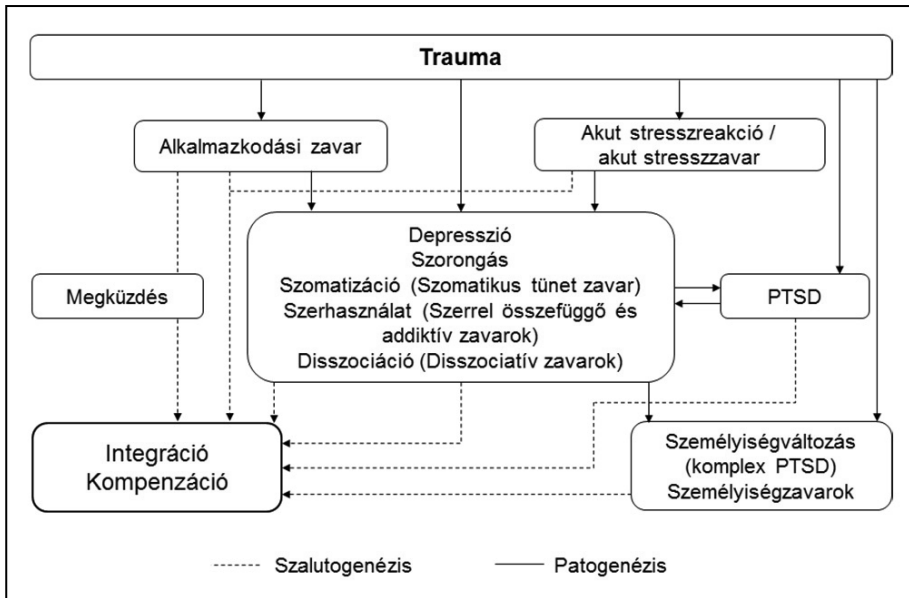 Trauma
Alkalmazkodási zavar
Akut stresszreakció /
akut stresszzavar
Depresszió
Szorongás
Szomatizáció (Szomatikus tünet zavar)
Szerhasználat (Szerrel összefüggő és
addiktív zavarok)
Disszociáció (Disszociatív zavarok)
Megküzdés
PTSD
Integráció
Kompenzáció
Személyiségváltozás
(komplex PTSD)
Személyiségzavarok
Szalutogenézis
Patogenézis